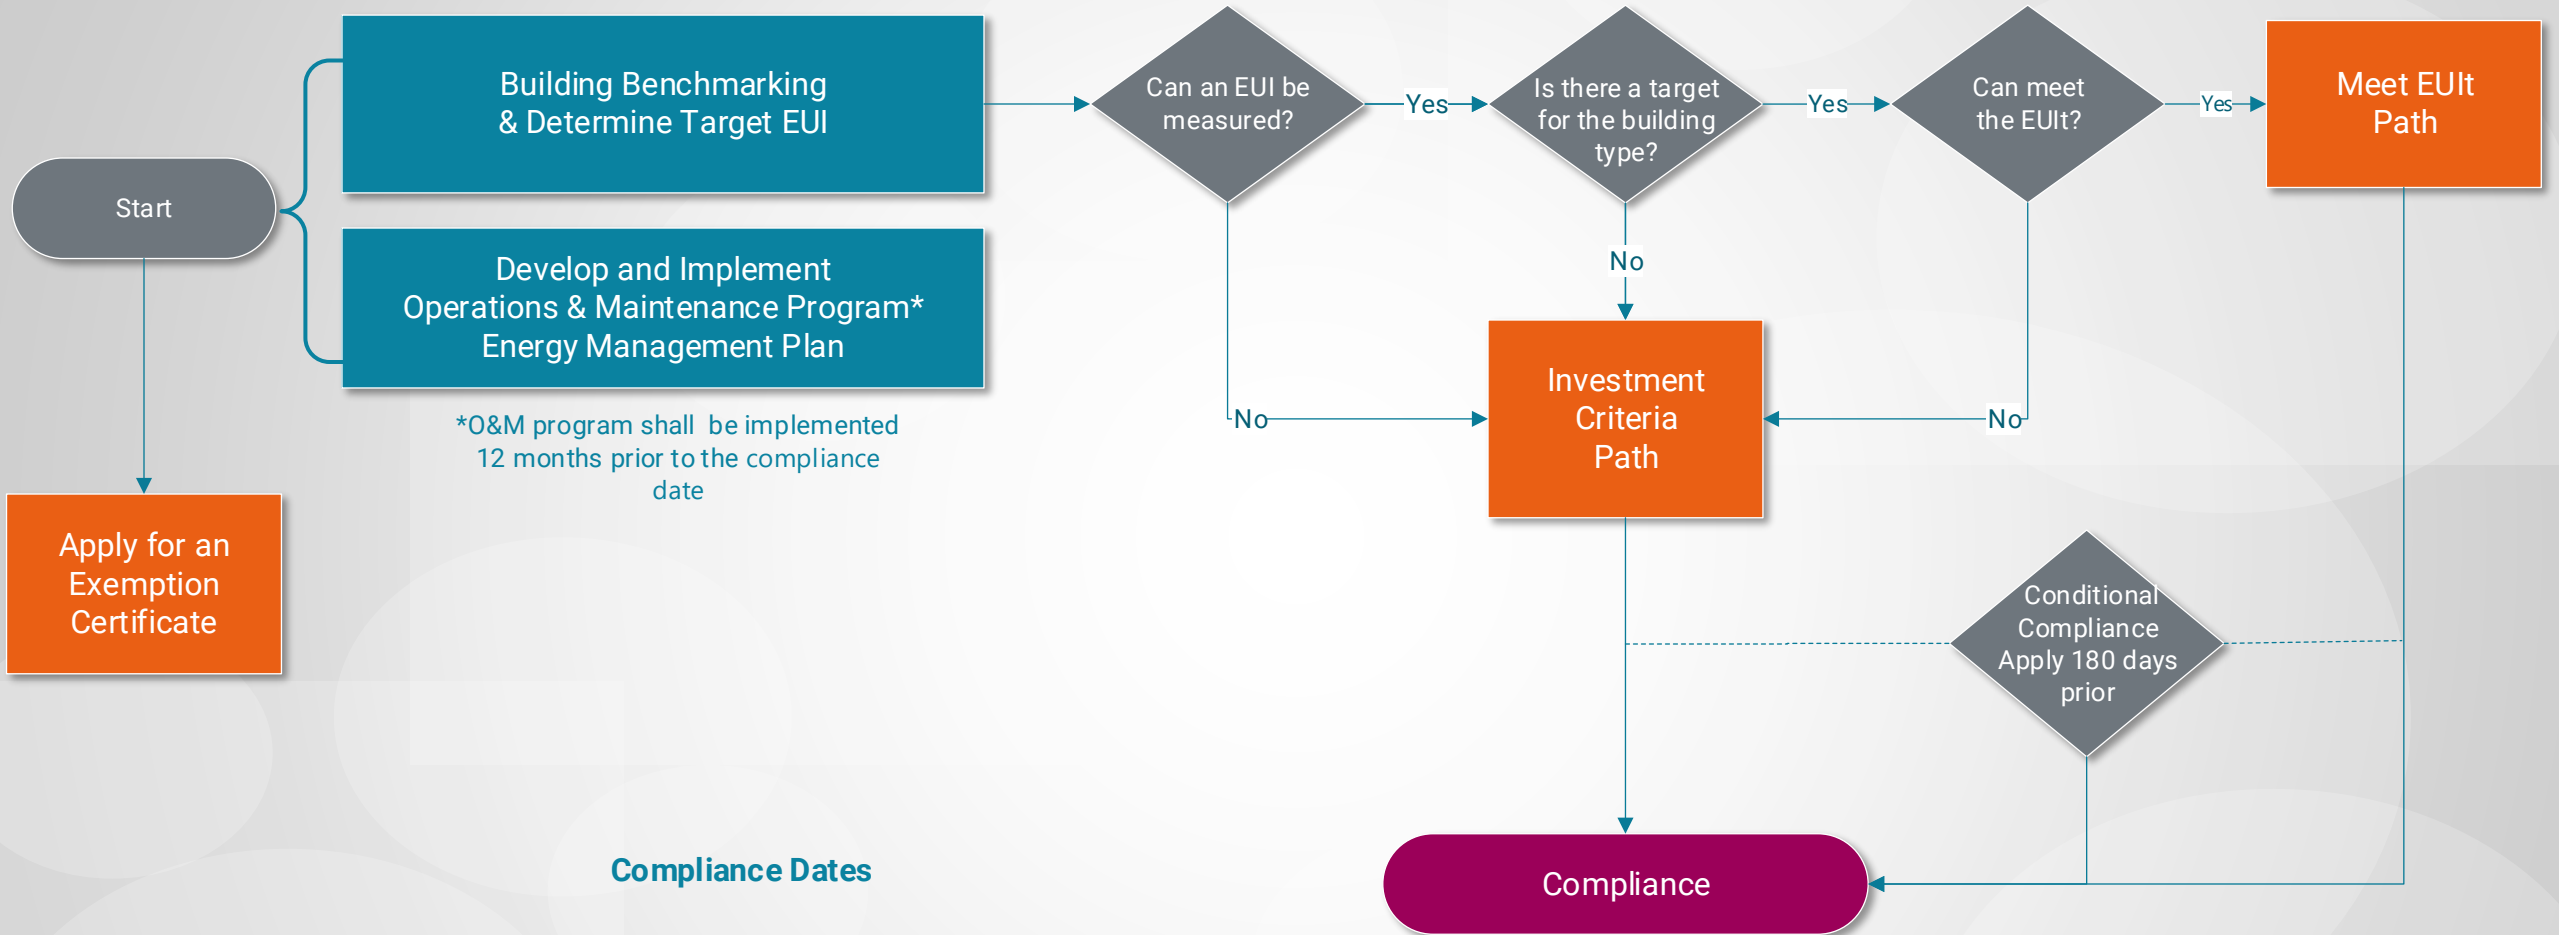 Start
Building Benchmarking
& Determine Target EUI
Develop and Implement
Operations & Maintenance Program*
Energy Management Plan
*O&M program shall be implemented
12 months prior to the compliance
date
Apply for an
Exemption
Certificate
Can an EUI be
measured?
Yes
No
Is there a target
for the building
type?
Yes
No
Can meet
the EUIt?
Yes
No
Meet EUIt
Path
Investment
Criteria
Path
Conditional
Compliance
Apply 180 days
prior
Compliance Dates
Compliance